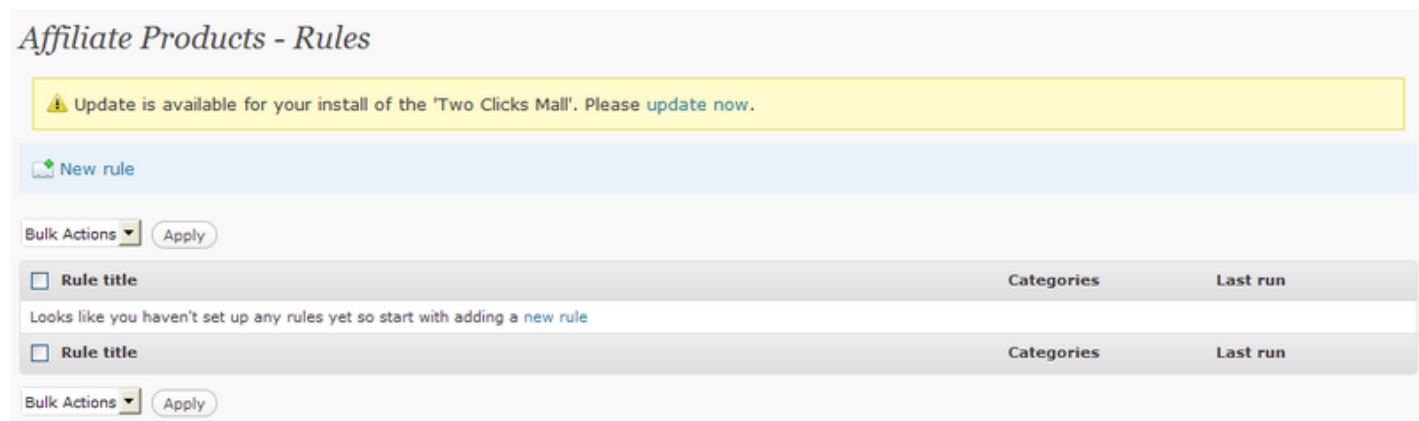 Affiliate Products - Rules
Update is available for your install of the 'Two Clicks Mall'. Please update now.
New rule
Bulk Actions Apply
Rule title Categories Last run
Looks like you haven't set up any rules yet so start with adding a new rule
Rule title Categories Last run
Bulk Actions Apply